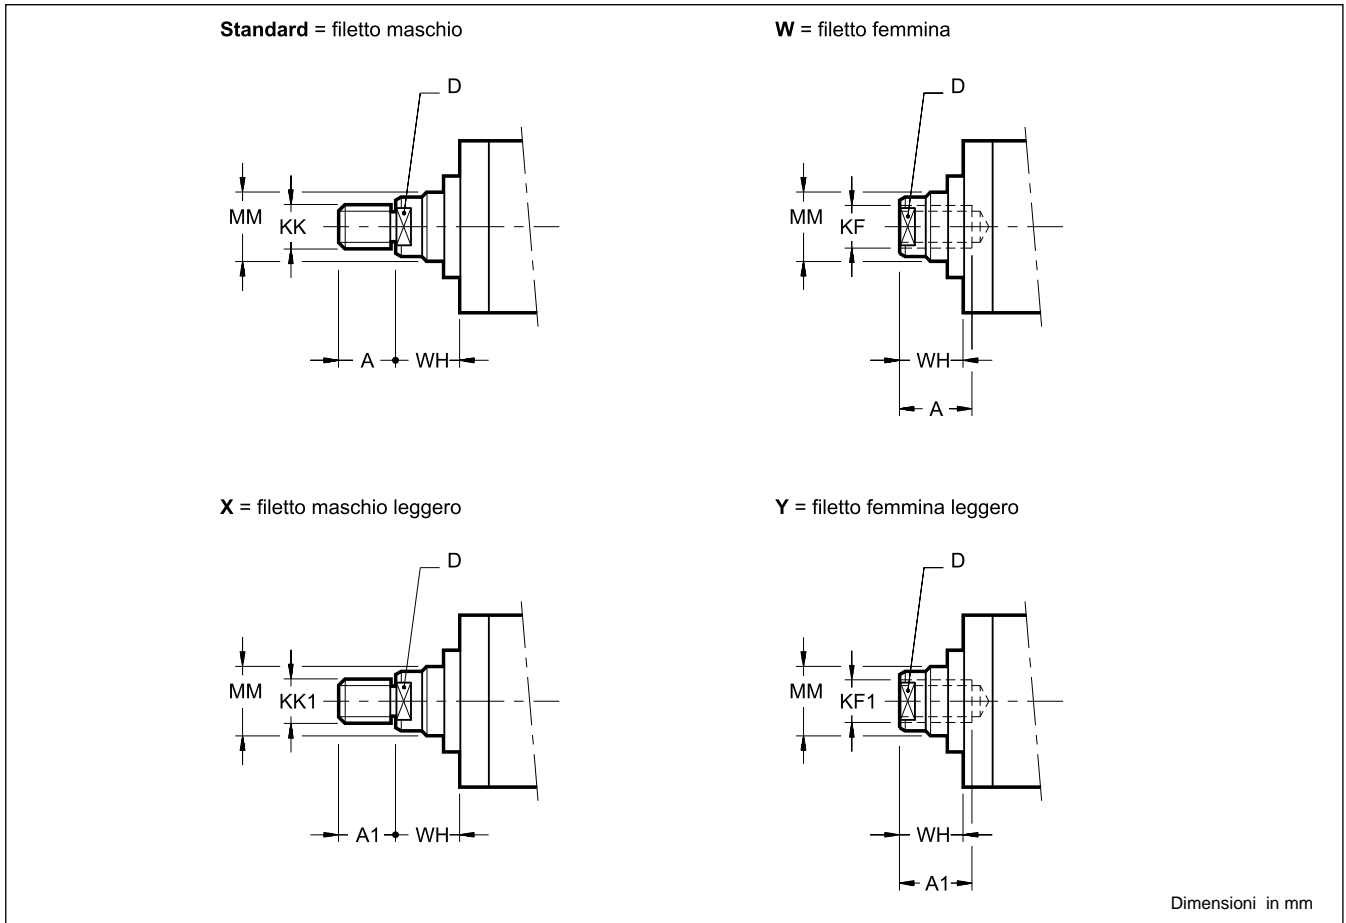 Standard = filetto maschio
D
MM
KK
A
WH
W = filetto femmina
D
MM
KF
WH
A
X = filetto maschio leggero
D
MM
KK1
A1
WH
Y = filetto femmina leggero
D
MM
KF1
WH
A1
Dimensioni in mm